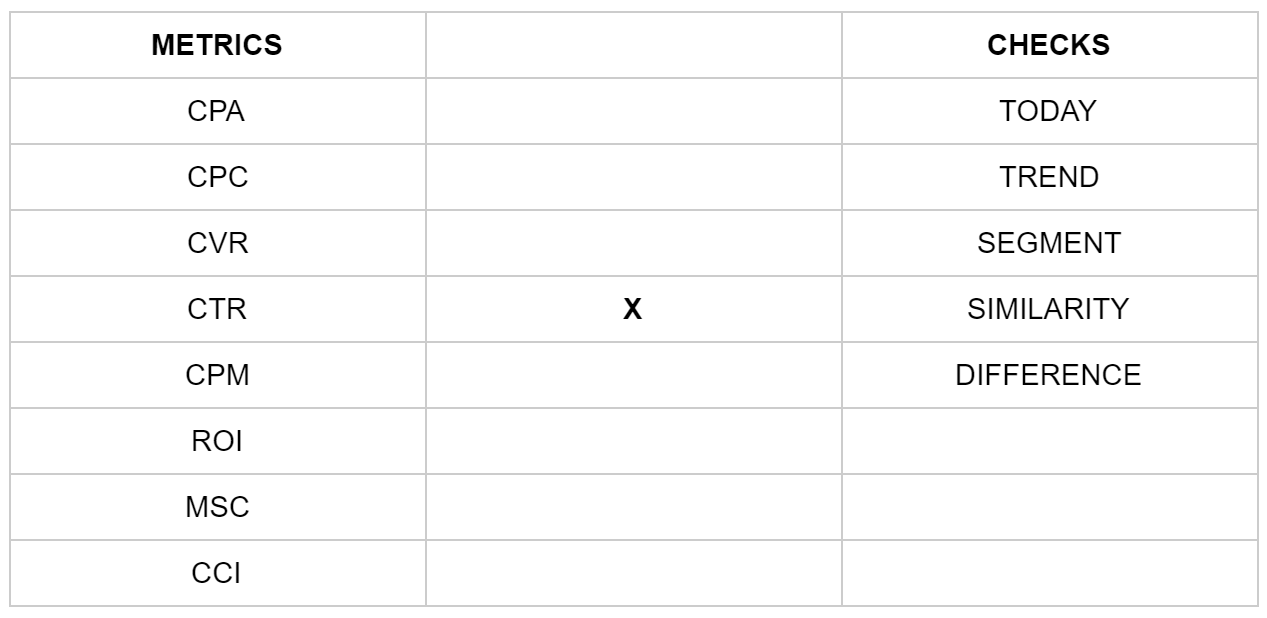 METRICS CHECKS
CPA TODAY
CPC TREND
CVR SEGMENT
CTR X SIMILARITY
CPM DIFFERENCE
ROI
MSC
CCI